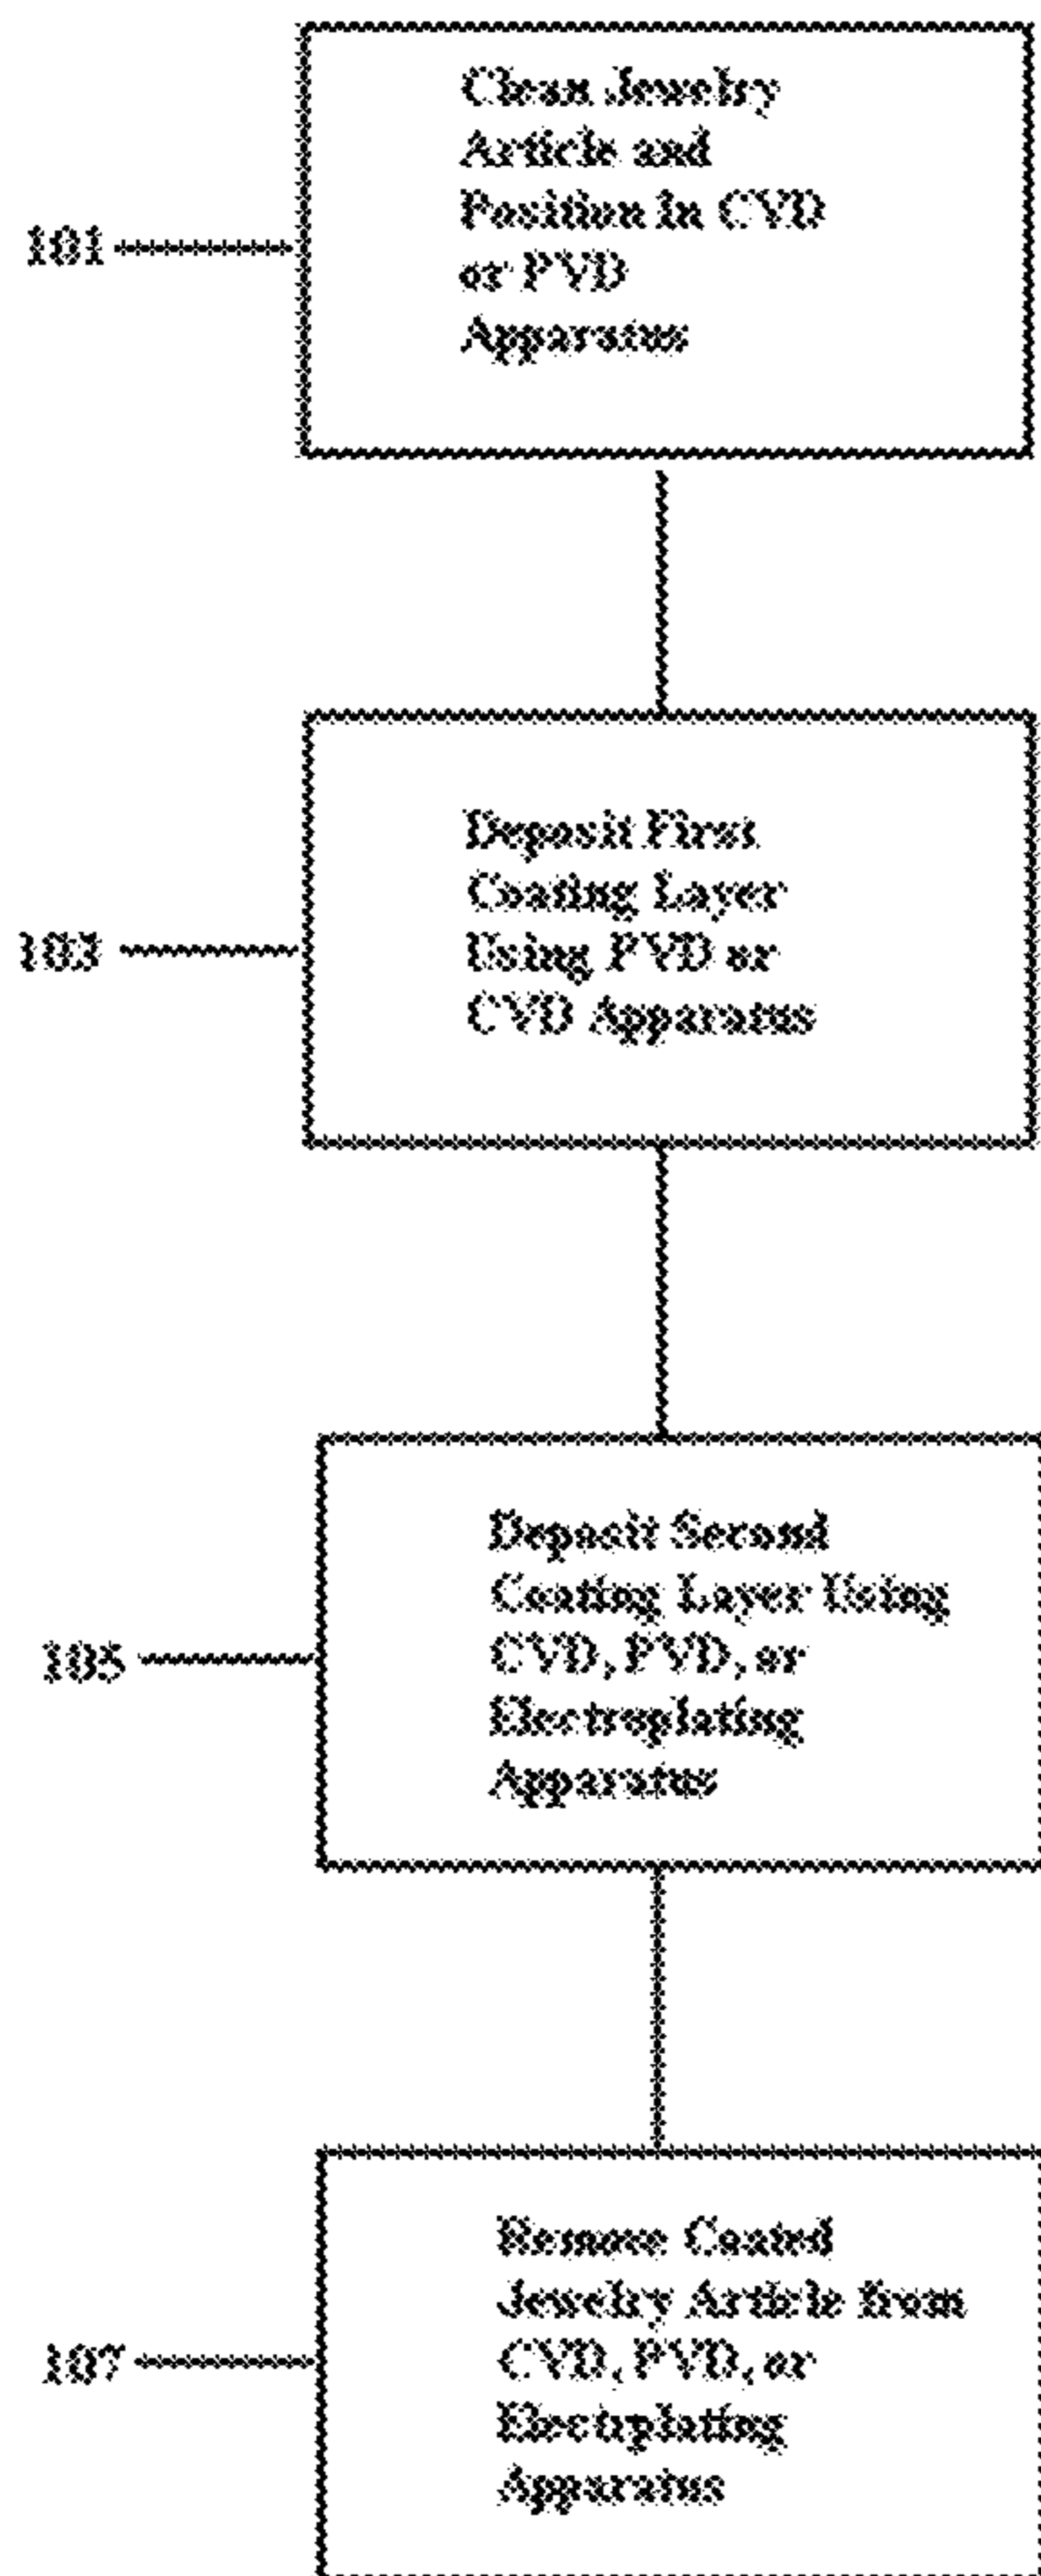 Clean Jewelry
Article and
Position in CVD
or PVD
Apparatus
101
Deposit First
Coating Layer
Using PVD or
CVD Apparatus
103
Deposit Second
Coating Layer Using
CVD, PVD, or
Electroplating
Apparatus
105
Remove Coated
Jewelry Article from
CVD, PVD, or
Electroplating
Apparatus
107